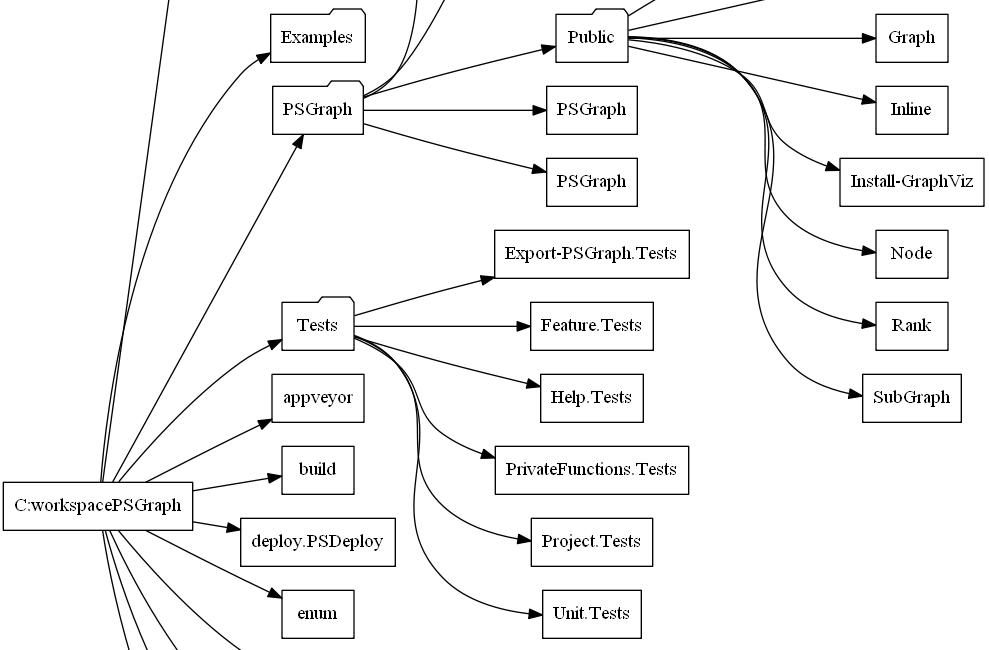 Examples
Public
Graph
PSGraph
PSGraph
Inline
PSGraph
Install-GraphViz
Export-PSGraph.Tests
Node
Tests
Feature.Tests
Rank
appveyor
Help.Tests
SubGraph
build
PrivateFunctions.Tests
C:workspacePSGraph
deploy.PSDeploy
Project.Tests
enum
Unit.Tests